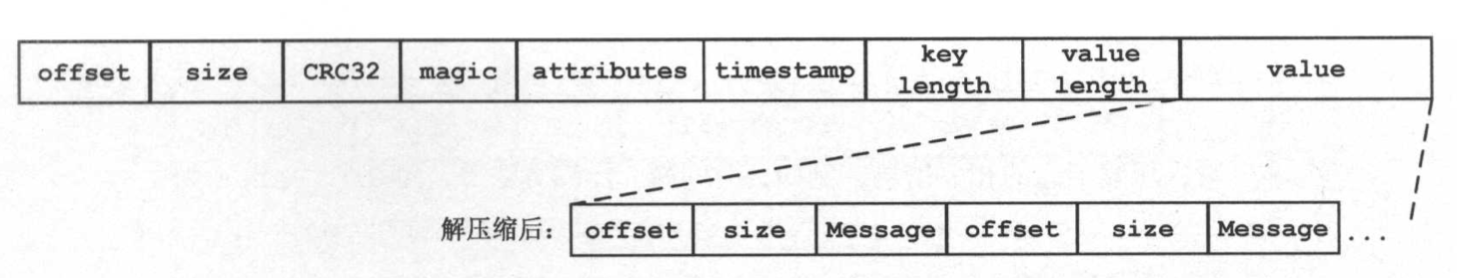 offset size CRC32 magic attributes timestamp key length value length value
解压缩后: offset size Message offset size Message ...